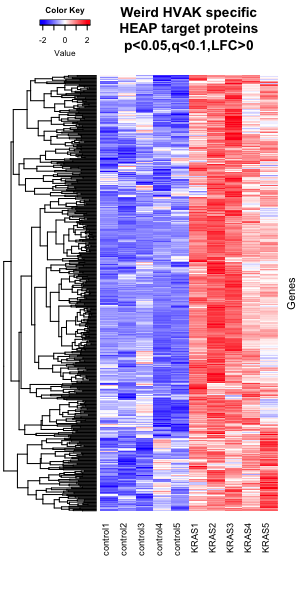 Color Key
-2 0 2
Value
Weird HVAK specific
HEAP target proteins
p<0.05,q<0.1,LFC>0
Genes
control1
control2
control3
control4
control5
KRAS1
KRAS2
KRAS3
KRAS4
KRAS5